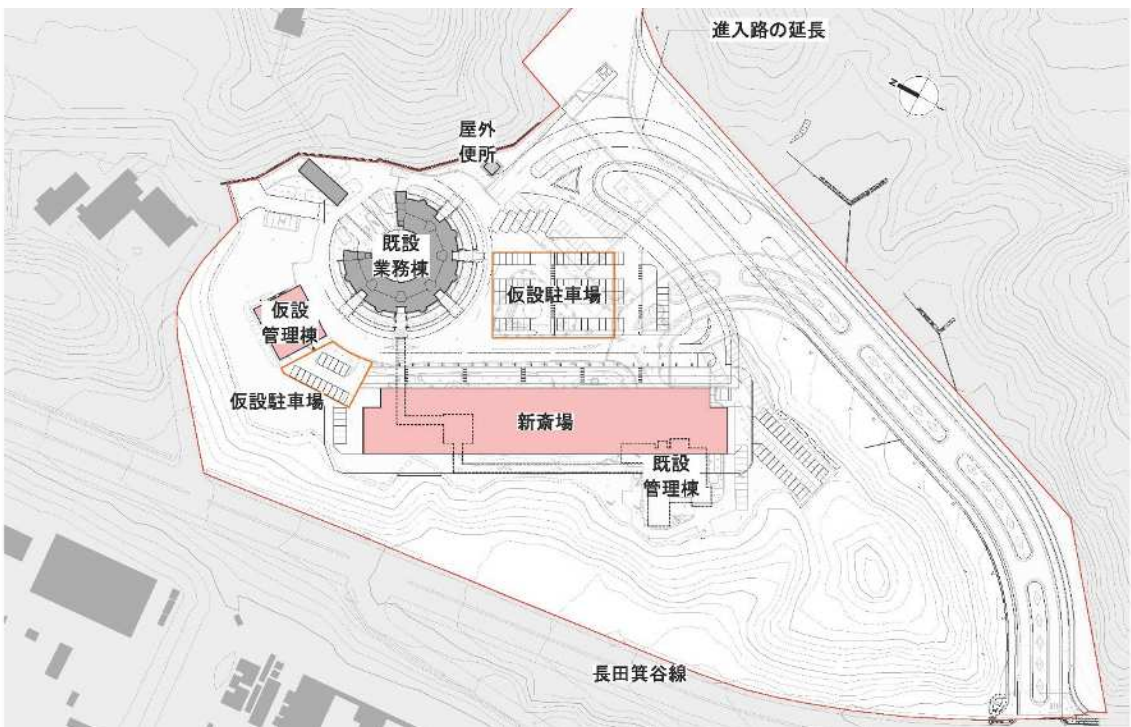 進入路の延長
N
屋外
便所
既設
業務棟
仮設駐車場
仮設
管理棟
仮設駐車場
新斎場
既設
管理棟
長田箕谷線